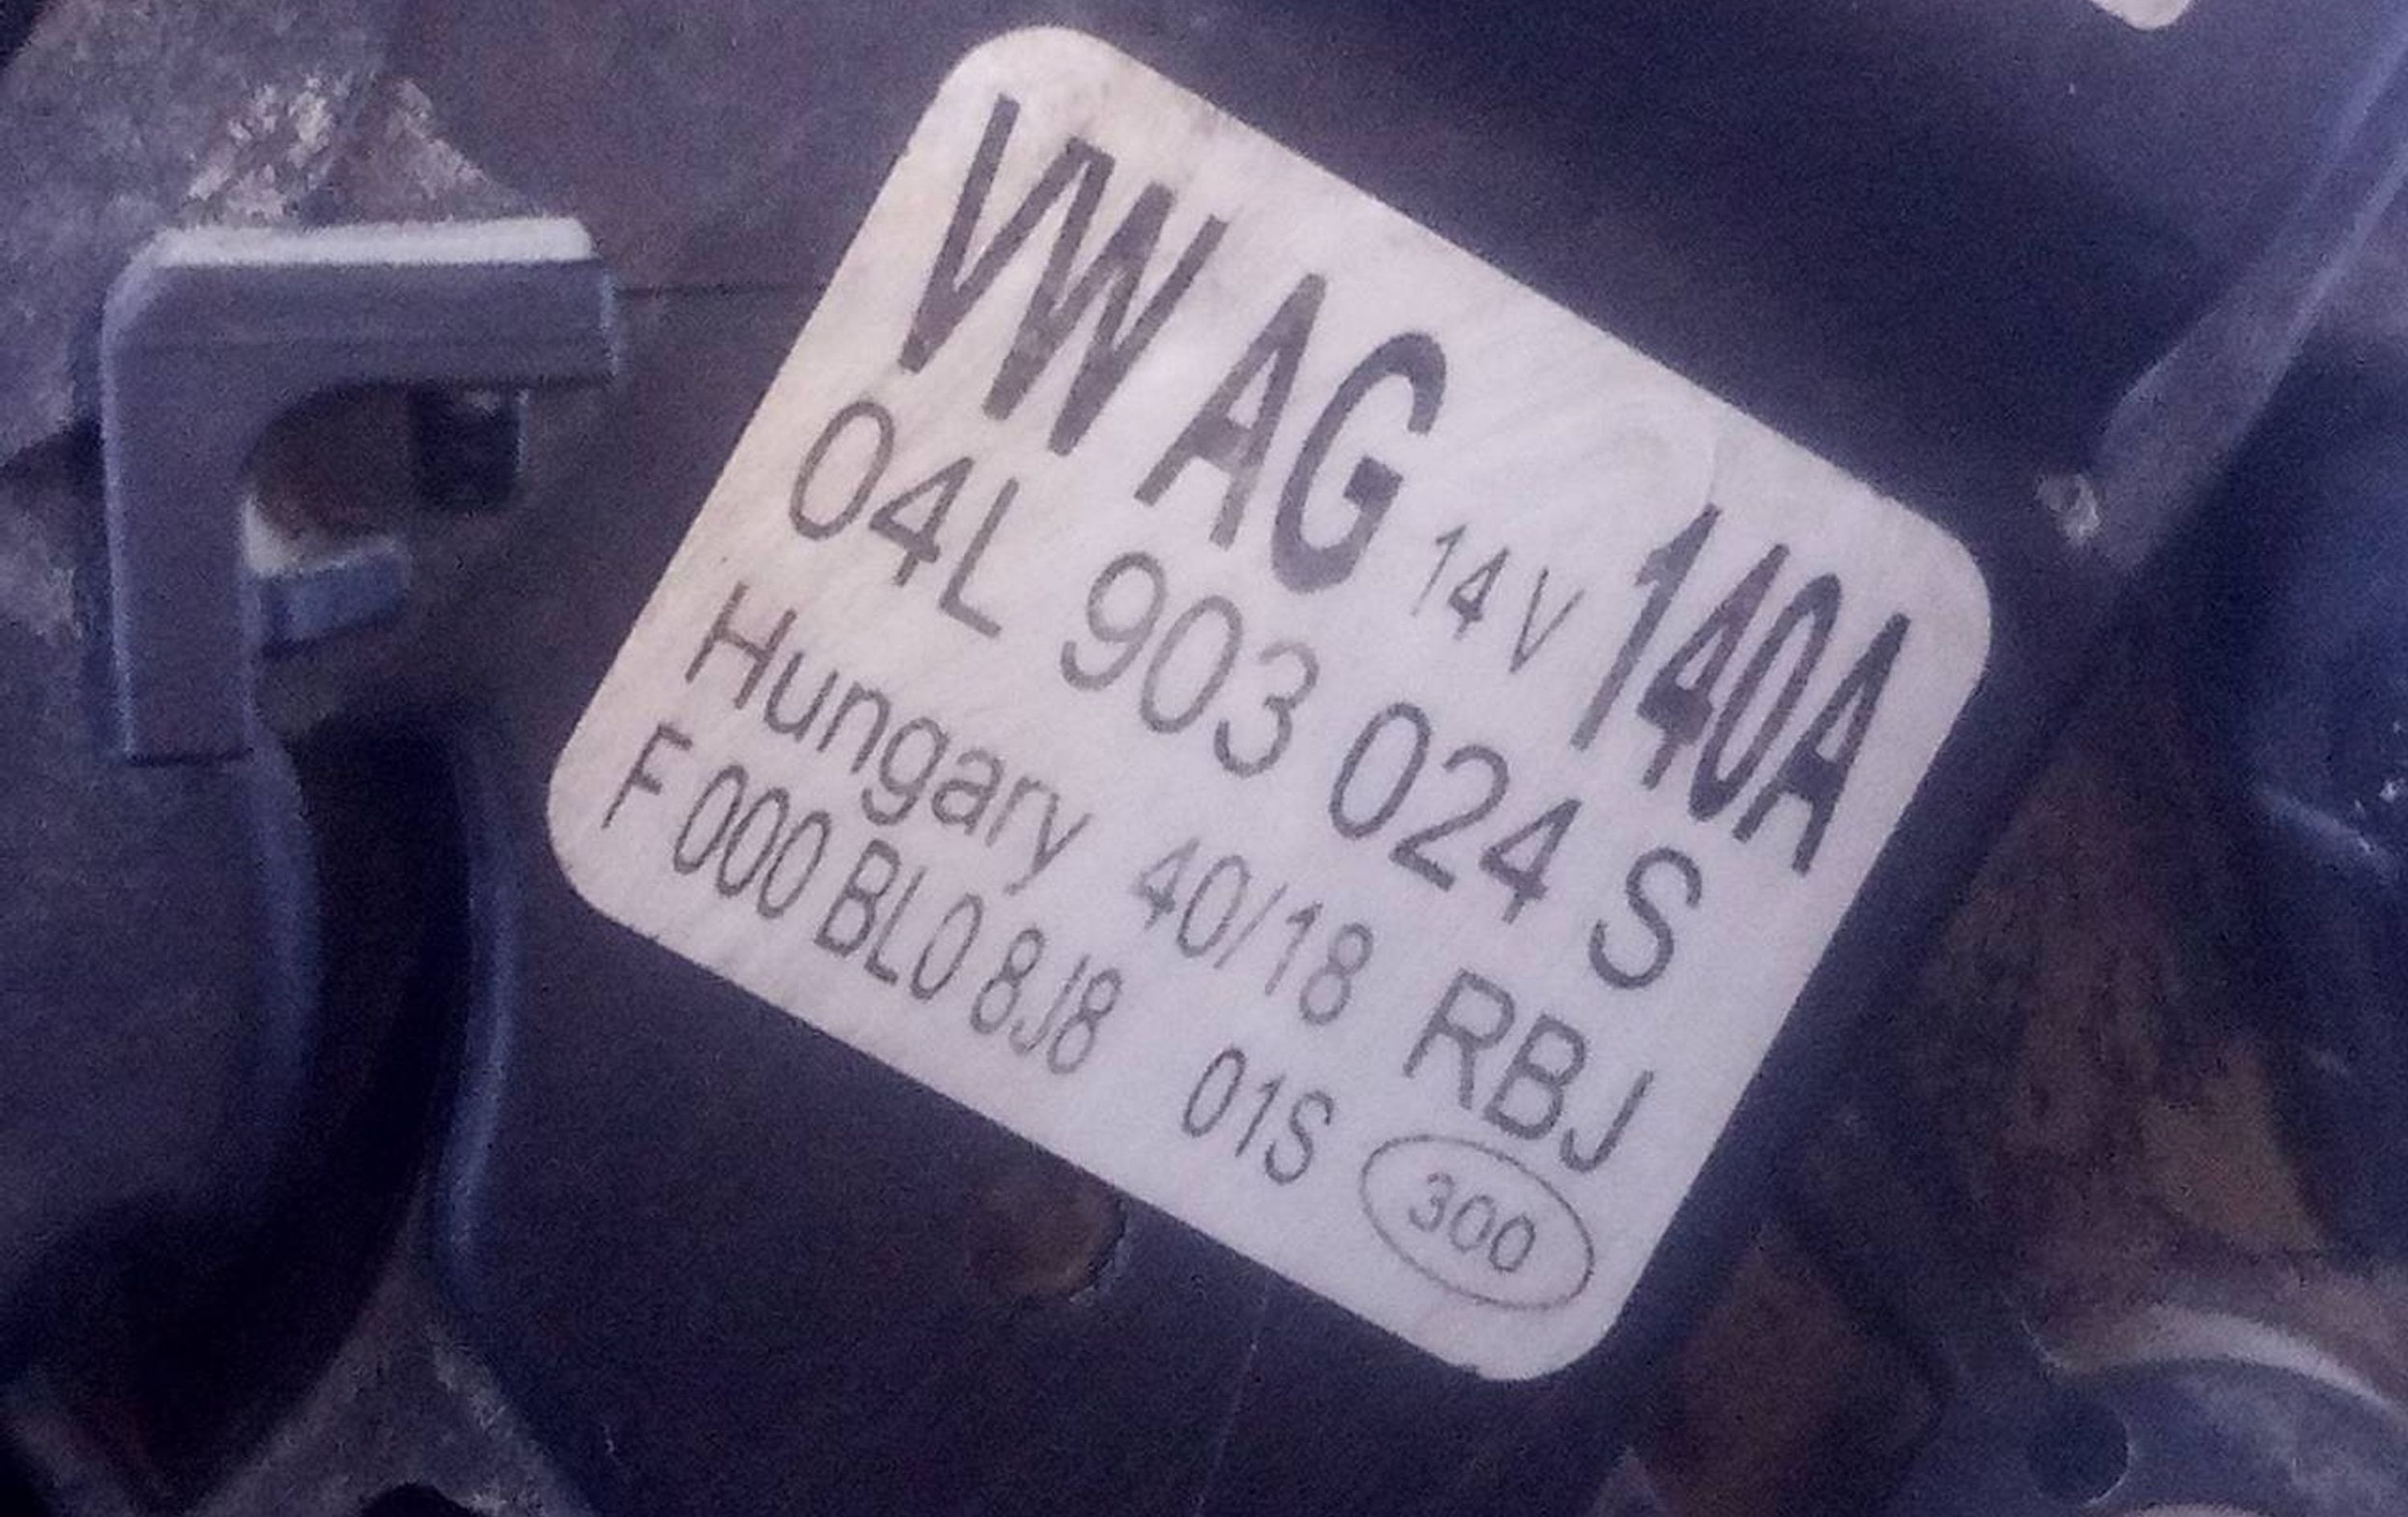 VW AG 14 V 140A
04L 903 024 S
Hungary 40/18 RBJ
F 000 BL0 8J8 01S 300